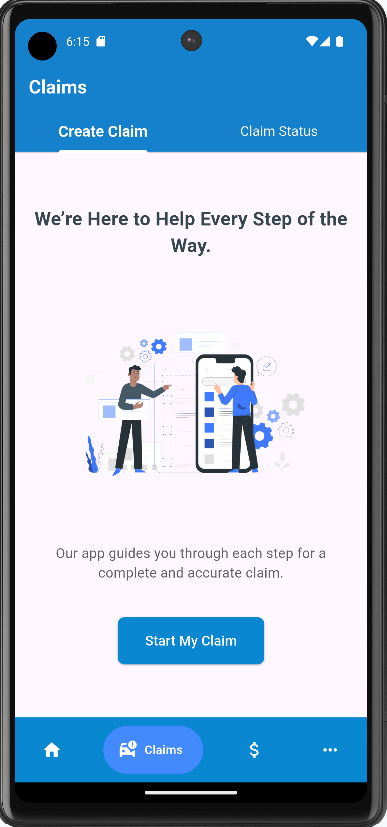 6:15
Claims
Create Claim
Claim Status
We’re Here to Help Every Step of the
Way.
Our app guides you through each step for a
complete and accurate claim.
Start My Claim
Claims